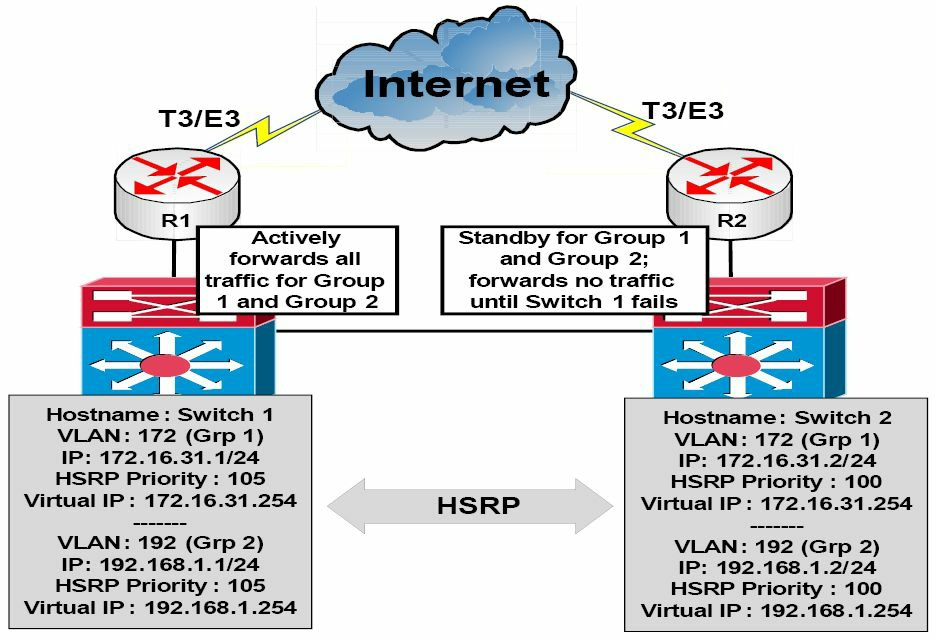 Internet
T3/E3
T3/E3
R1
R2
Actively
forwards all
traffic for Group
1 and Group 2
Standby for Group 1
and Group 2;
forwards no traffic
until Switch 1 fails
Hostname : Switch 1
VLAN : 172 (Grp 1)
IP: 172.16.31.1/24
HSRP Priority : 105
Virtual IP : 172.16.31.254
-------
VLAN : 192 (Grp 2)
IP: 192.168.1.1/24
HSRP Priority : 105
Virtual IP : 192.168.1.254
HSRP
Hostname : Switch 2
VLAN : 172 (Grp 1)
IP: 172.16.31.2/24
HSRP Priority : 100
Virtual IP : 172.16.31.254
-------
VLAN : 192 (Grp 2)
IP: 192.168.1.2/24
HSRP Priority : 100
Virtual IP : 192.168.1.254